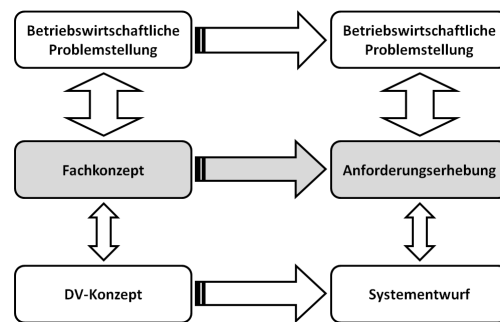 Betriebswirtschaftliche
Problemstellung
Betriebswirtschaftliche
Problemstellung
Fachkonzept
Anforderungserhebung
DV-Konzept
Systementwurf